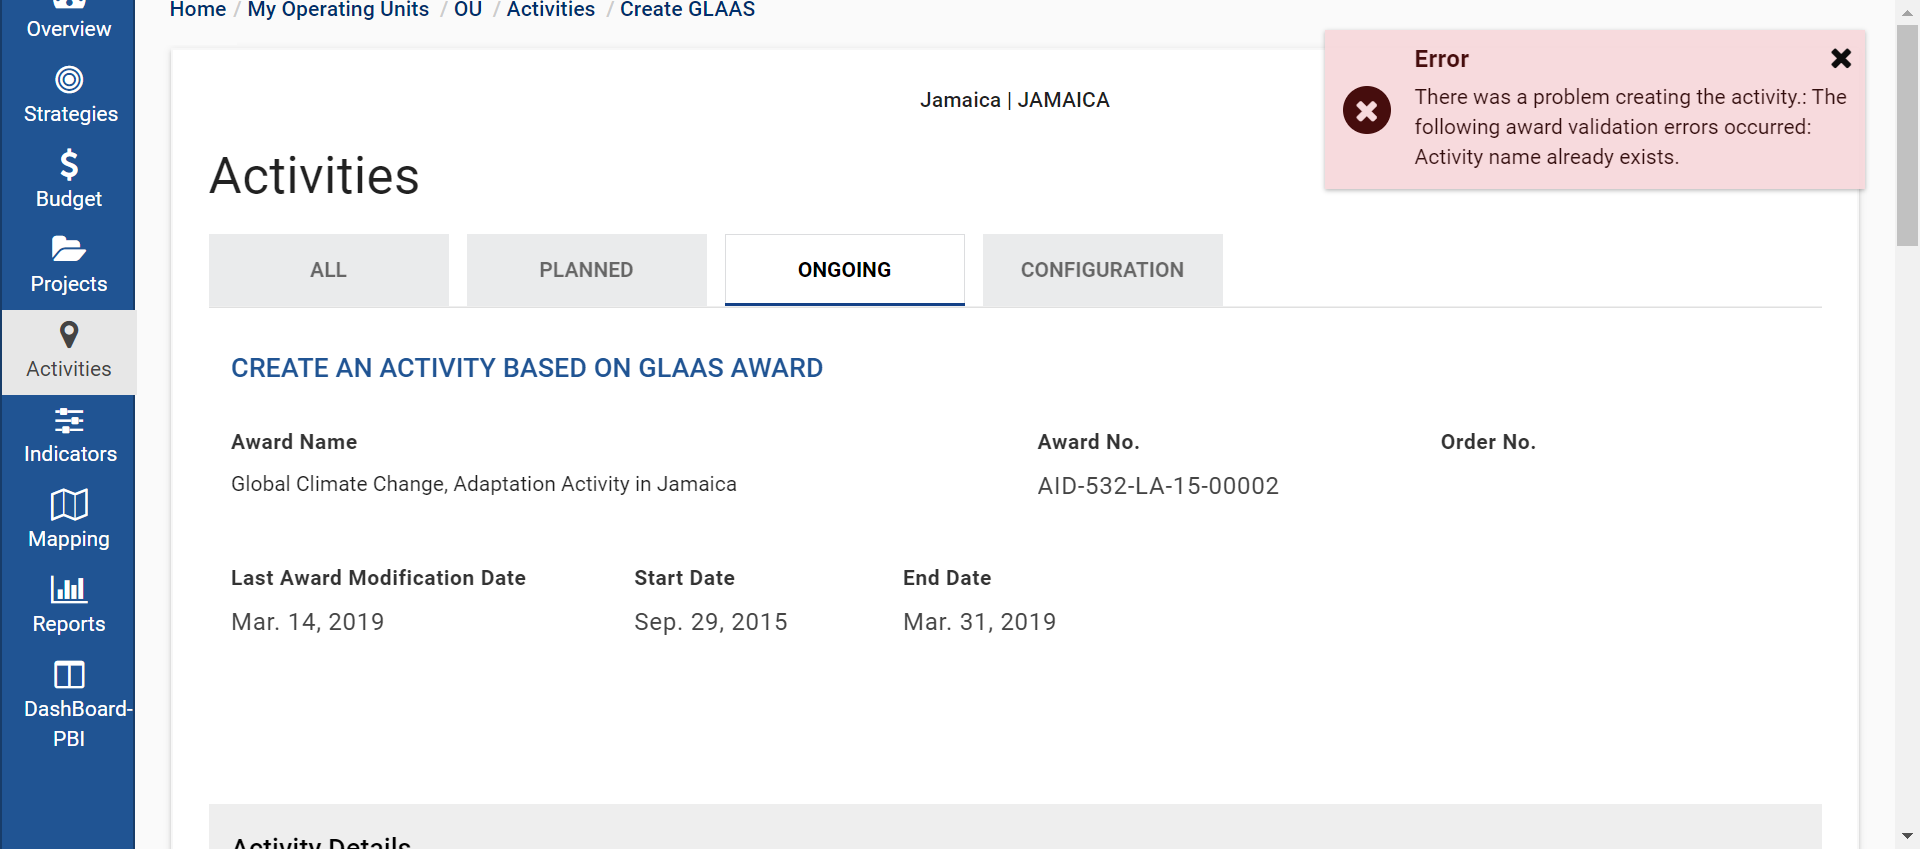 Home / My Operating Units / OU / Activities / Create GLAAS
Overview
Strategies
Budget
Projects
Activities
Indicators
Mapping
Reports
DashBoard-
PBI
Error
There was a problem creating the activity.: The
following award validation errors occurred:
Activity name already exists.
Jamaica | JAMAICA
Activities
ALL
PLANNED
ONGOING
CONFIGURATION
CREATE AN ACTIVITY BASED ON GLAAS AWARD
Award Name
Award No.
Order No.
Global Climate Change, Adaptation Activity in Jamaica
AID-532-LA-15-00002
Last Award Modification Date
Start Date
End Date
Mar. 14, 2019
Sep. 29, 2015
Mar. 31, 2019
Activity Details